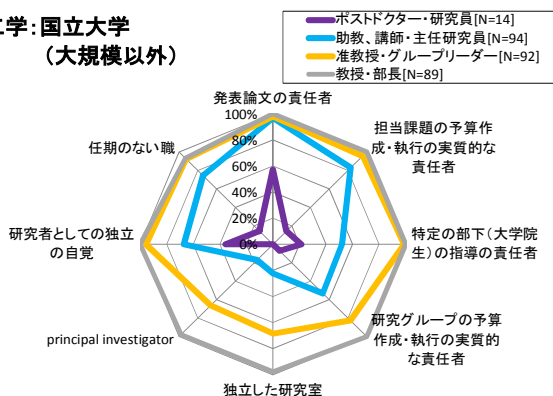 工学:国立大学
(大規模以外)
ポストドクター・研究員[N=14]
助教、講師・主任研究員[N=94]
准教授・グループリーダー[N=92]
教授・部長[N=89]
発表論文の責任者
担当課題の予算作
成・執行の実質的な
責任者
特定の部下(大学院
生)の指導の責任者
研究グループの予算
作成・執行の実質的
な責任者
独立した研究室
principal investigator
研究者としての独立
の自覚
任期のない職
100%
80%
60%
40%
20%
0%